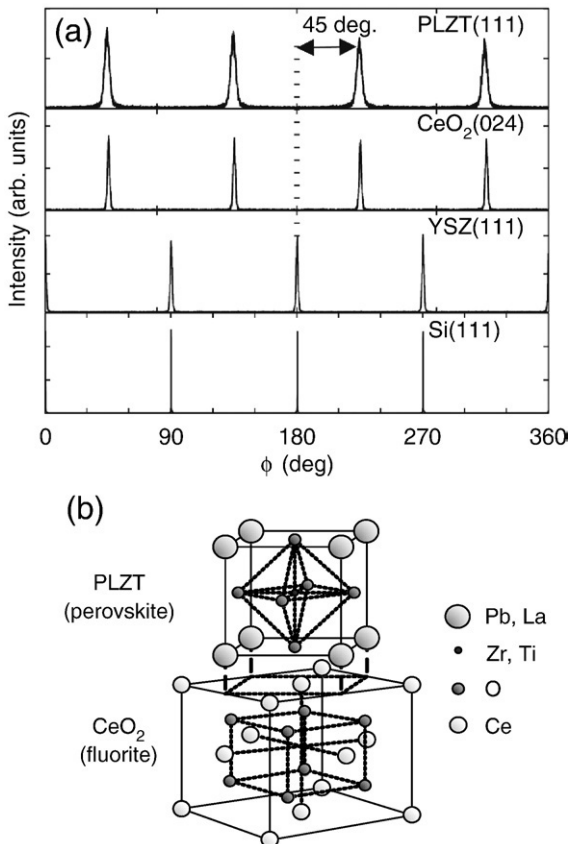 (a)
45 deg.
PLZT(111)
CeO₂(024)
YSZ(111)
Si(111)
Intensity (arb. units)
0 90 180 270 360
ϕ (deg)
(b)
PLZT
(perovskite)
CeO₂
(fluorite)
Pb, La
Zr, Ti
O
Ce